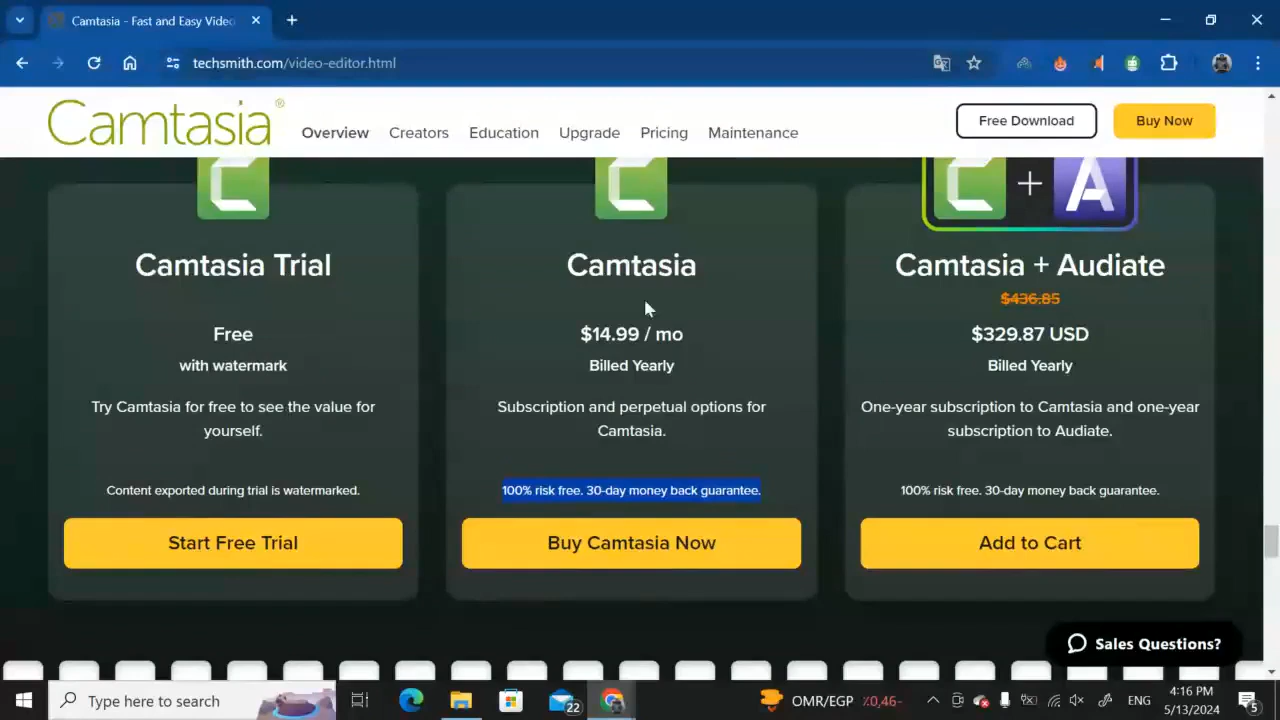 Camtasia - Fast and Easy Video
techsmith.com/video-editor.html
Camtasia®
Overview
Creators
Education
Upgrade
Pricing
Maintenance
Free Download
Buy Now
Camtasia Trial
Free
with watermark
Try Camtasia for free to see the value for
yourself.
Content exported during trial is watermarked.
Start Free Trial
Camtasia
$14.99 / mo
Billed Yearly
Subscription and perpetual options for
Camtasia.
100% risk free. 30-day money back guarantee.
Buy Camtasia Now
C + A
Camtasia + Audiate
$436.85
$329.87 USD
Billed Yearly
One-year subscription to Camtasia and one-year
subscription to Audiate.
100% risk free. 30-day money back guarantee.
Add to Cart
Sales Questions?
Type here to search
22
OMR/EGP
%0,46-
ENG
4:16 PM
5/13/2024
5